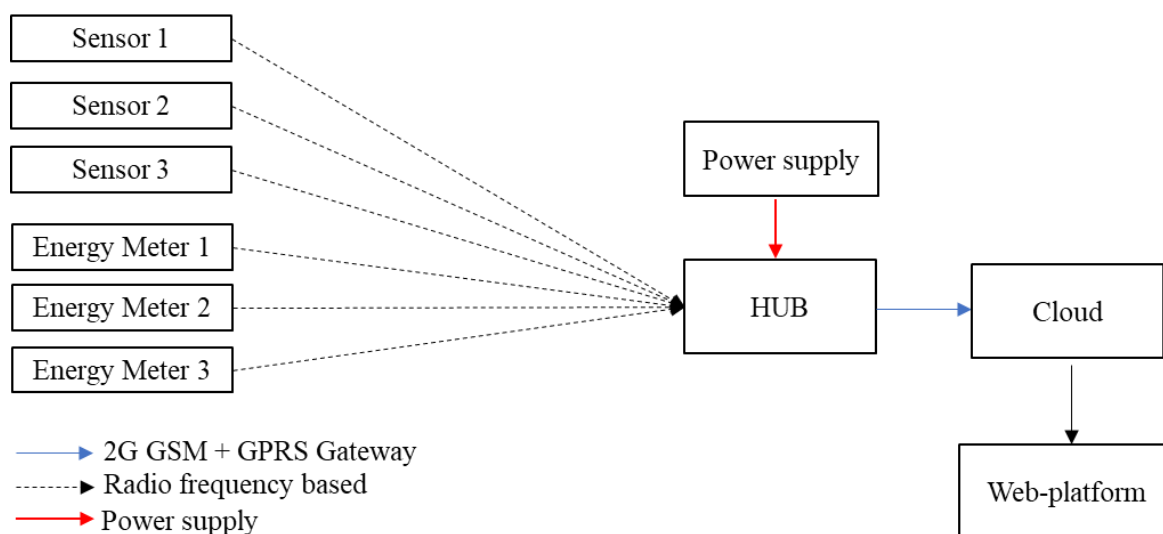 Sensor 1
Sensor 2
Sensor 3
Energy Meter 1
Energy Meter 2
Energy Meter 3
Power supply
HUB
Cloud
Web-platform
2G GSM + GPRS Gateway
Radio frequency based
Power supply